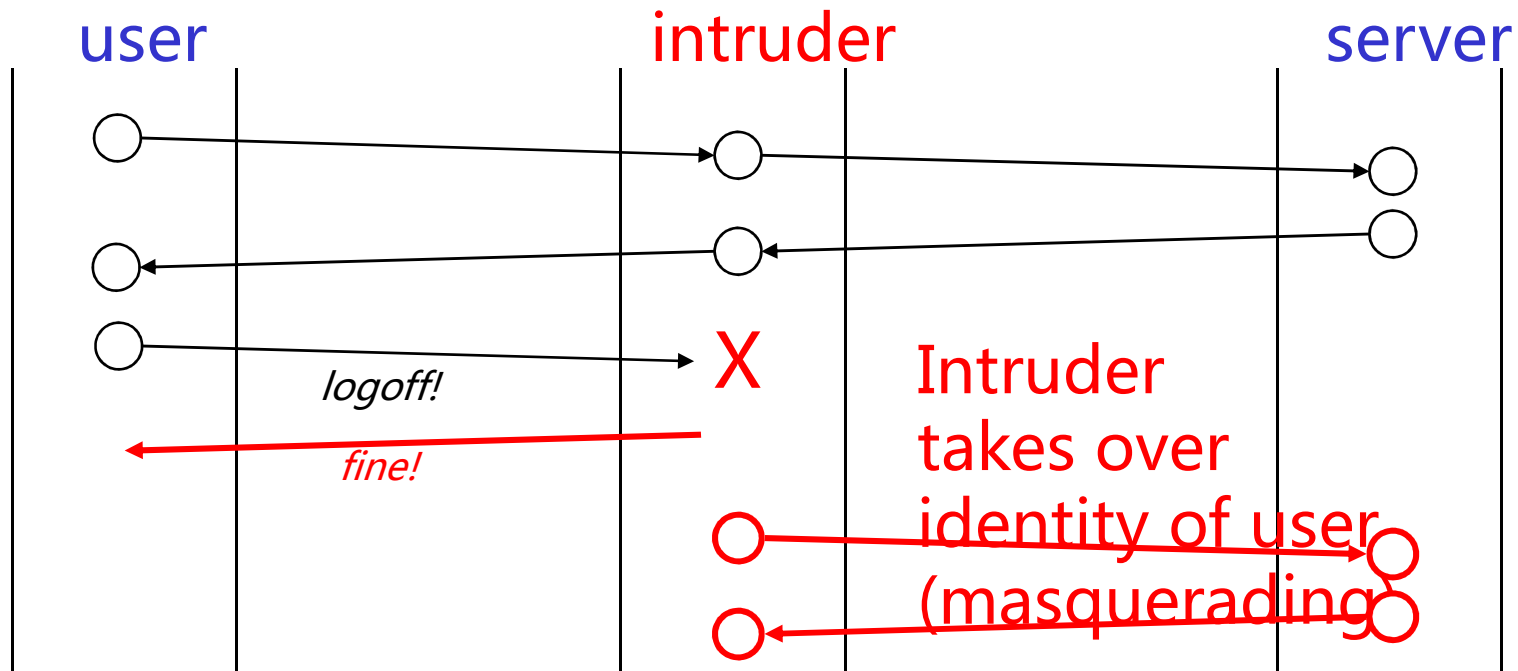 user
intruder
server
X
logoff!
fine!
Intruder
takes over
identity of user
(masquerading)